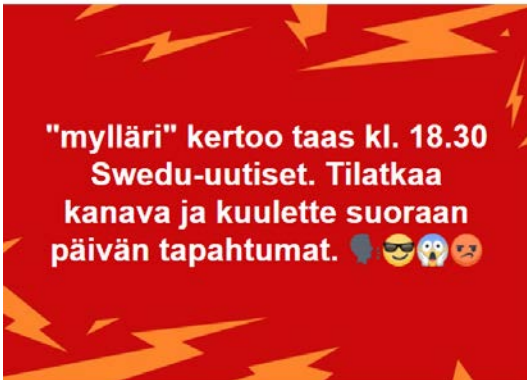 "mylläri" kertoo taas kl. 18.30
Swedu-uutiset. Tilatkaa
kanava ja kuulette suoraan
päivän tapahtumat. 🗣️😎😱😡